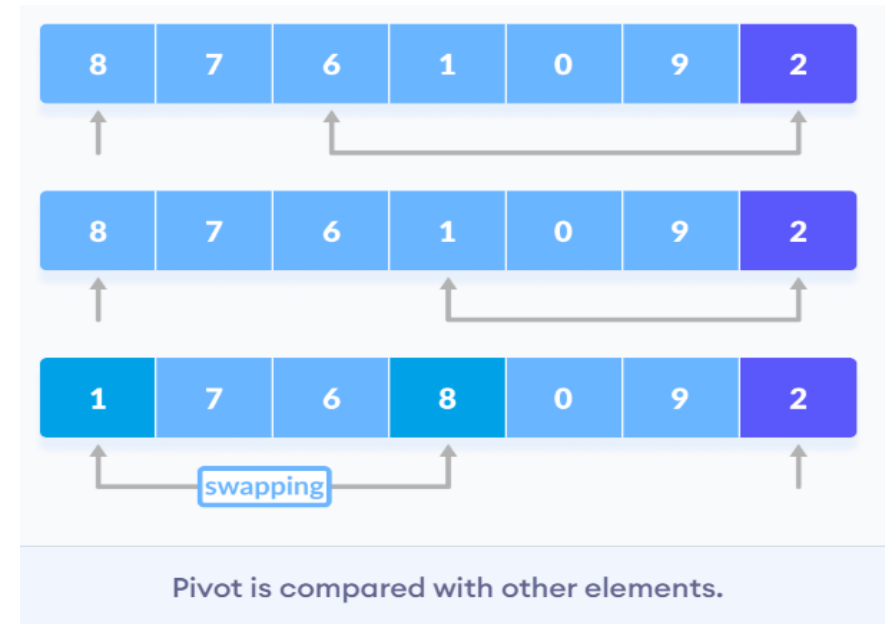 8 7 6 1 0 9 2
8 7 6 1 0 9 2
1 7 6 8 0 9 2
swapping
Pivot is compared with other elements.